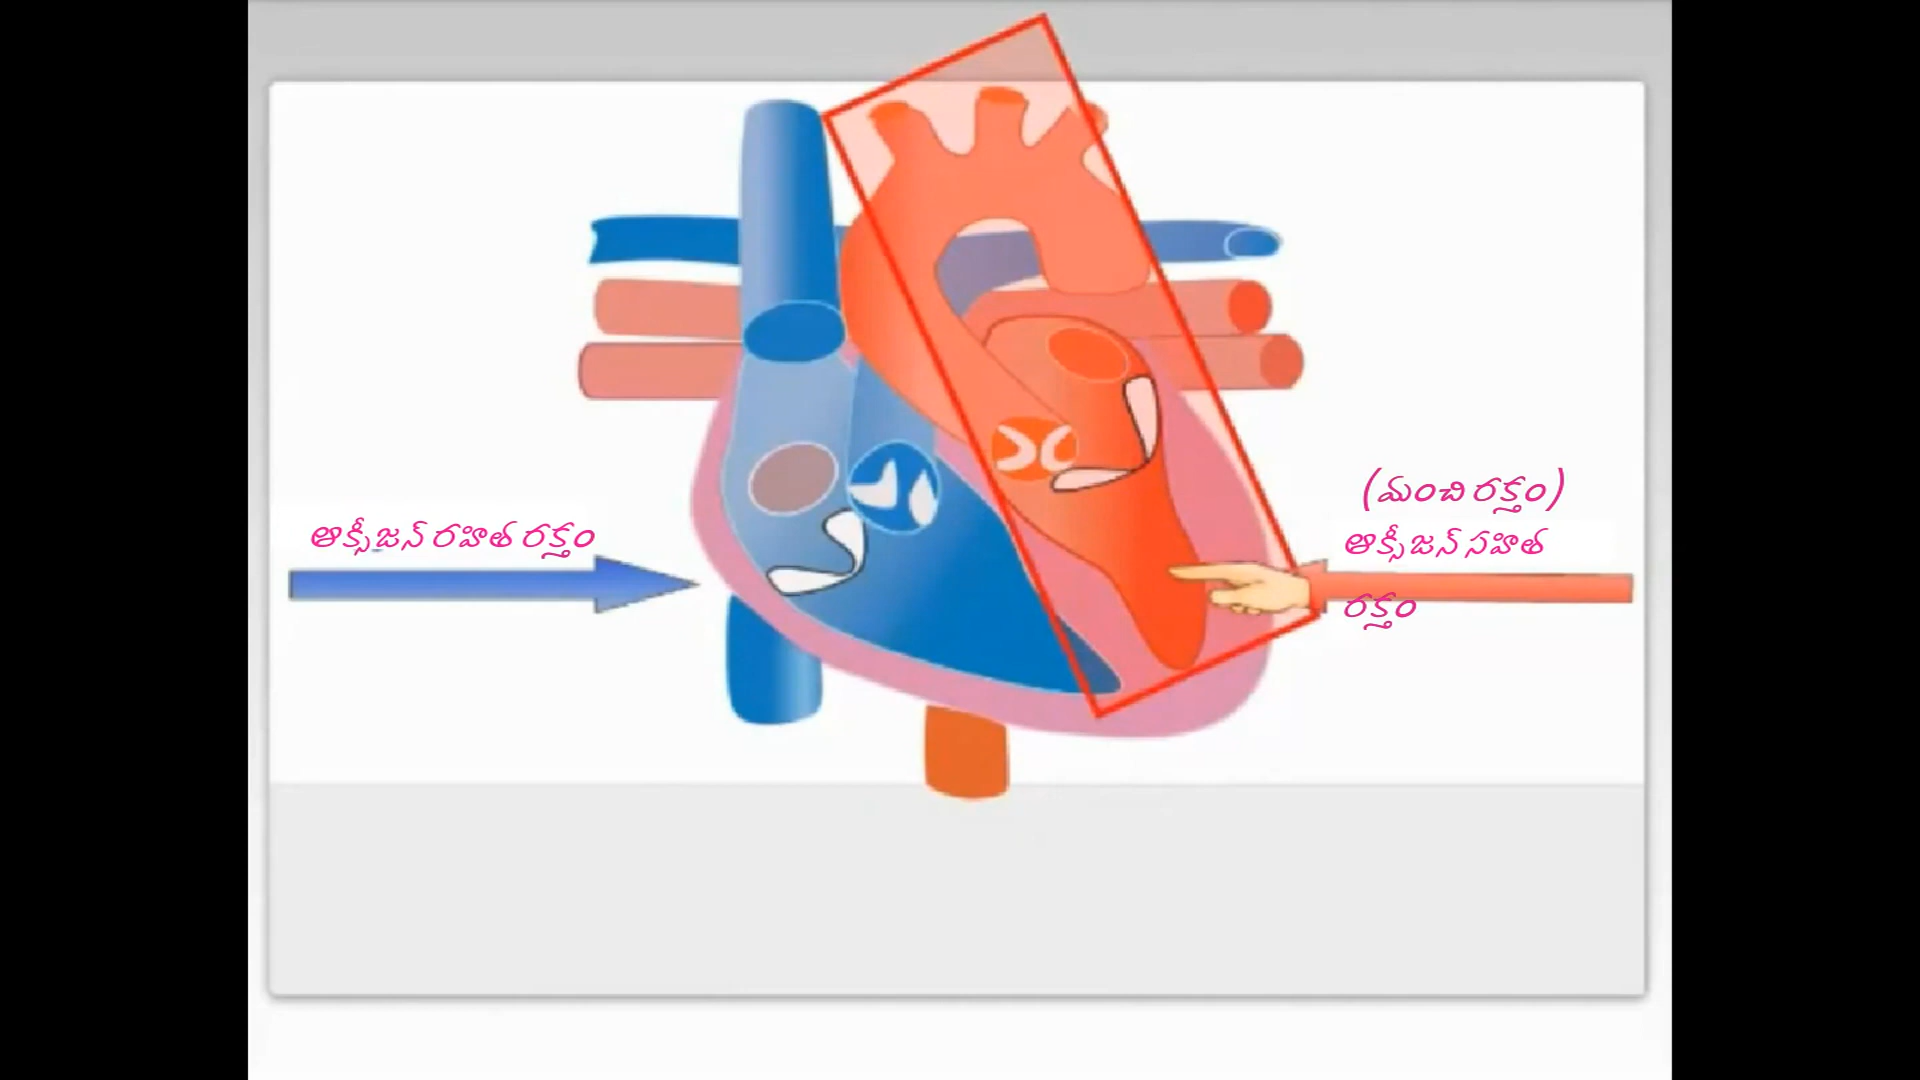 ఆక్సీజన్ రహిత రక్తం
(మంచి రక్తం)
ఆక్సీజన్ సహిత
రక్తం